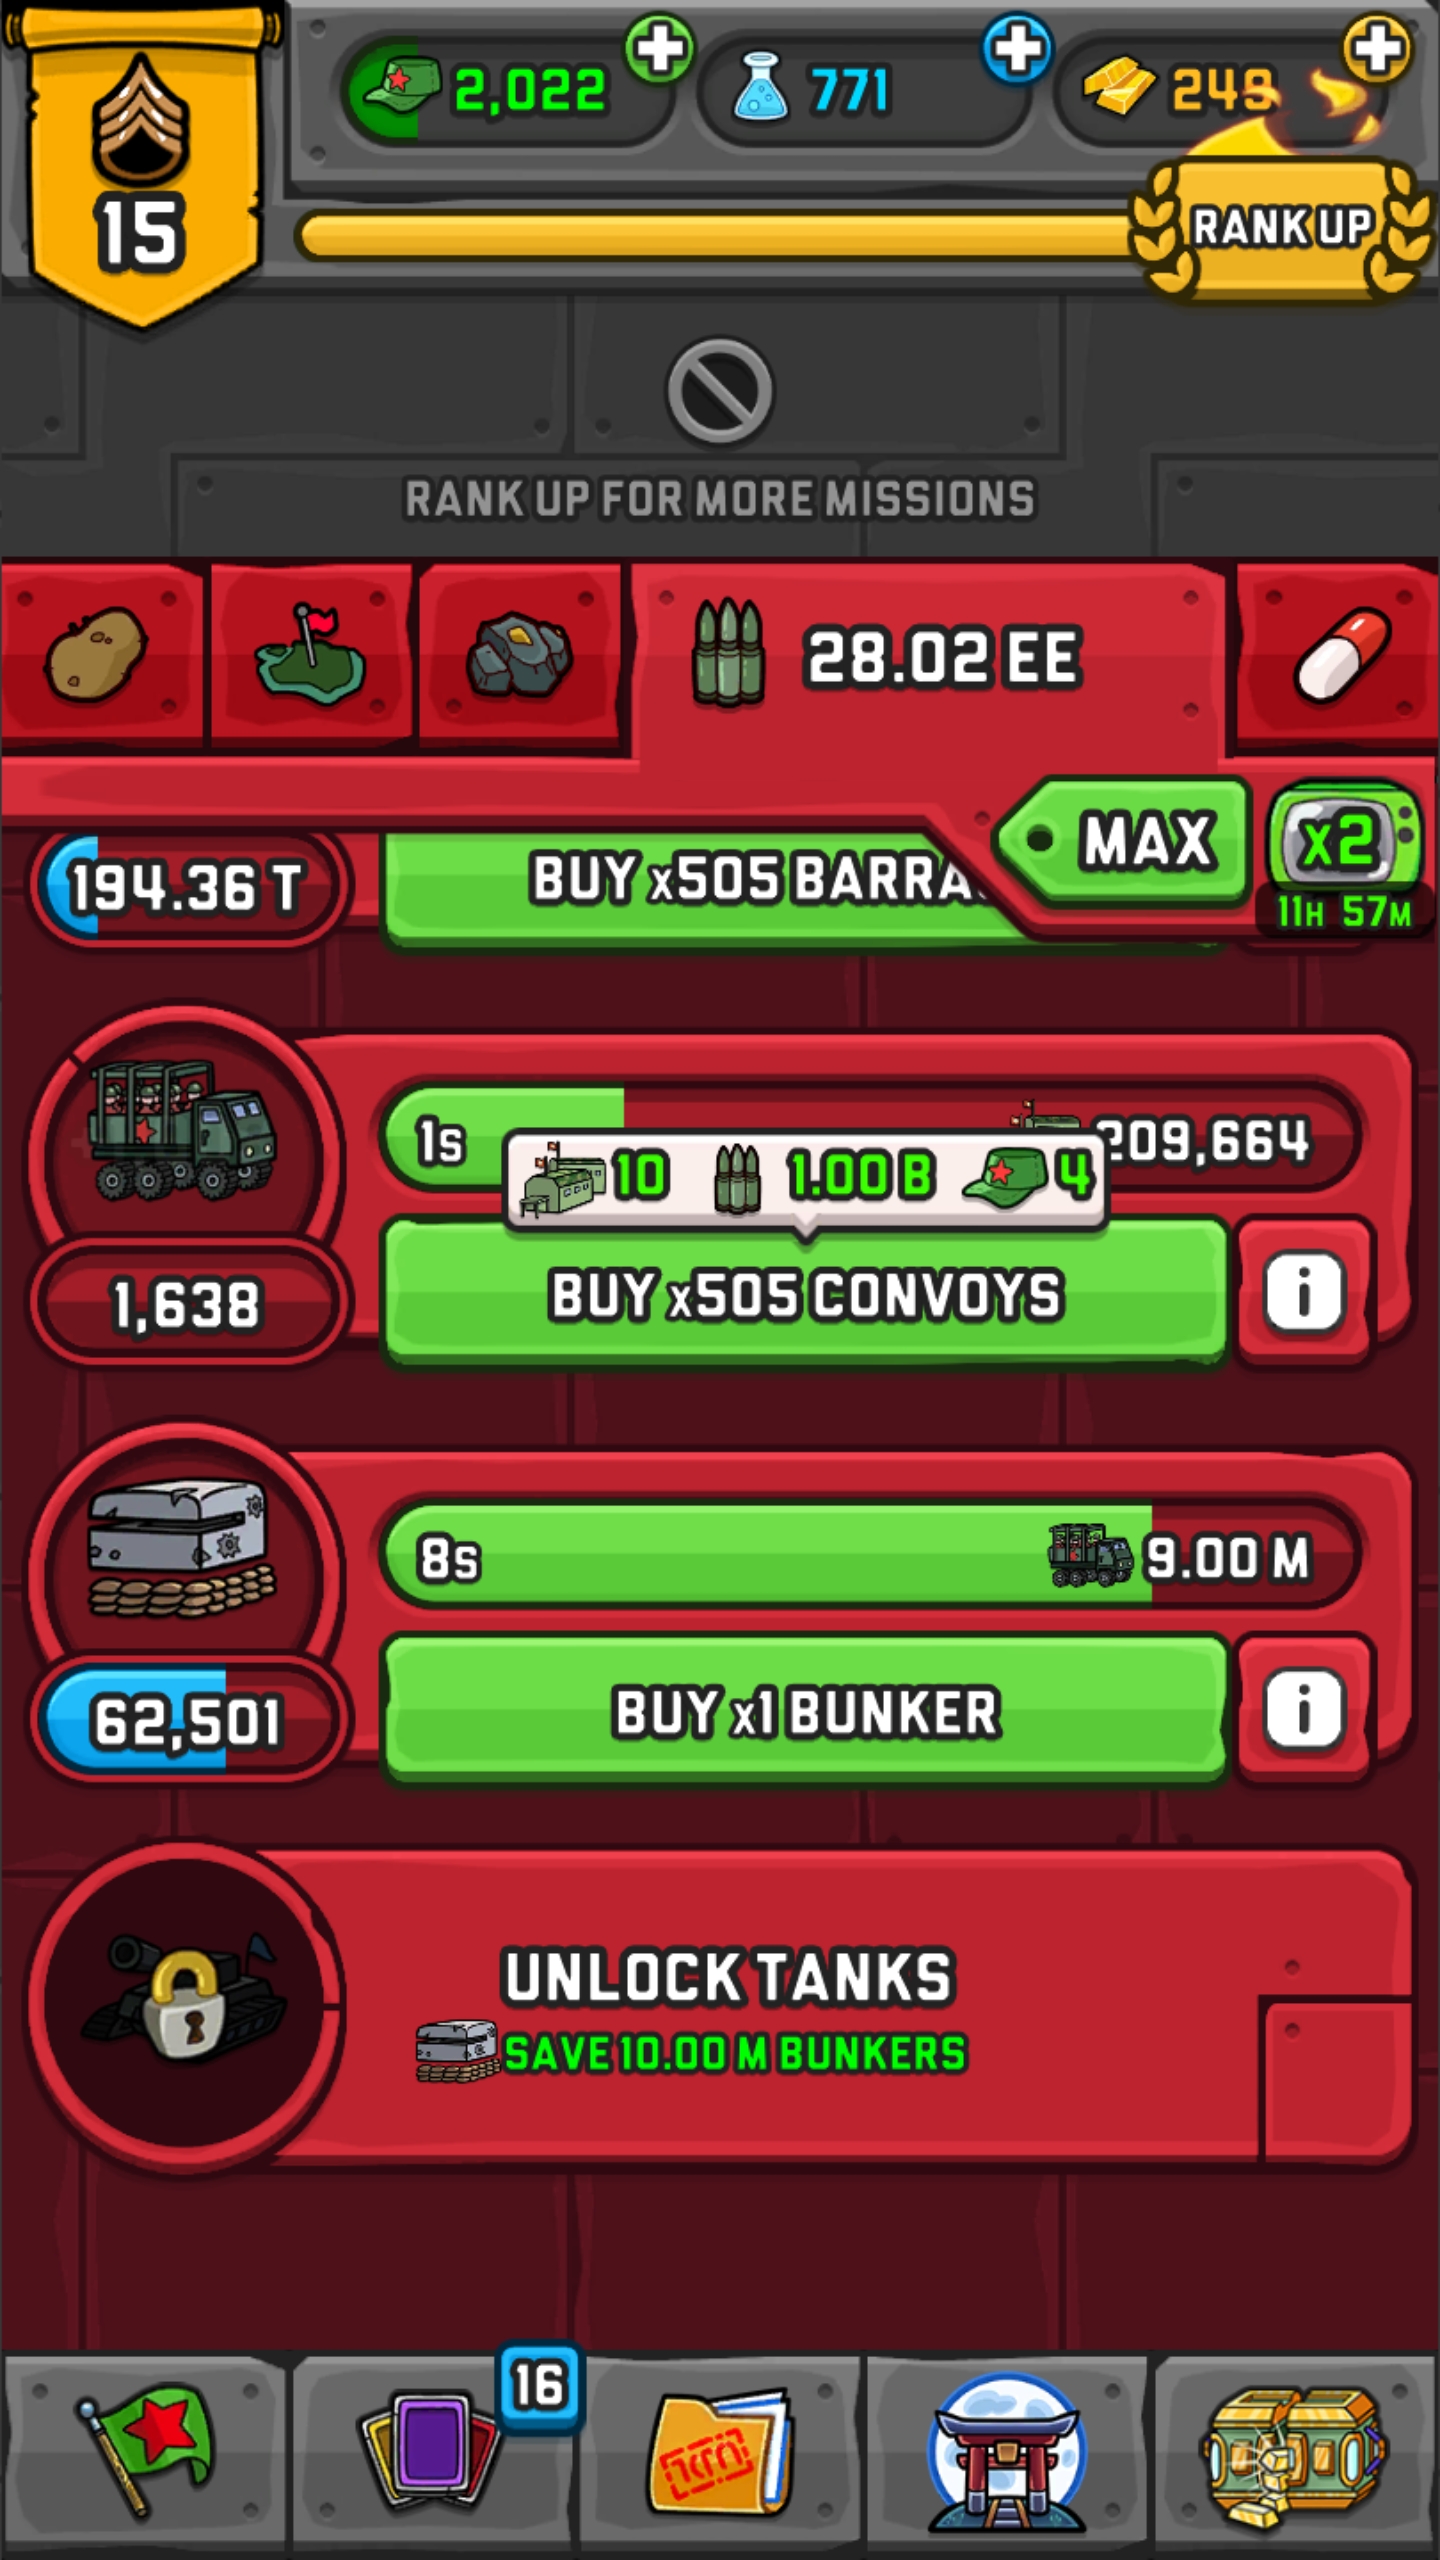 2,022
771
249
15
RANK UP
RANK UP FOR MORE MISSIONS
28.02 EE
MAX
x2
11H 57M
194.36 T
BUY x505 BARRA
1s
209,664
10
1.00 B
4
1,638
BUY x505 CONVOYS
i
8s
9.00 M
62,501
BUY x1 BUNKER
i
UNLOCK TANKS
SAVE 10.00 M BUNKERS
16